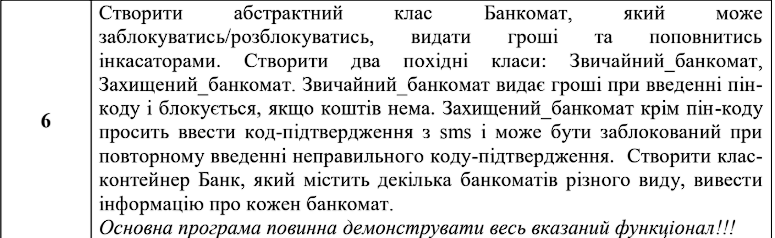 6
Створити абстрактний клас Банкомат, який може
заблокуватись/розблокуватись, видати гроші та поповнитись
інкасаторами. Створити два похідні класи: Звичайний_банкомат,
Захищений_банкомат. Звичайний_банкомат видає гроші при введенні пін-
коду і блокується, якщо коштів нема. Захищений_банкомат крім пін-коду
просить ввести код-підтвердження з sms і може бути заблокований при
повторному введенні неправильного коду-підтвердження. Створити клас-
контейнер Банк, який містить декілька банкоматів різного виду, вивести
інформацію про кожен банкомат.
Основна програма повинна демонструвати весь вказаний функціонал!!!